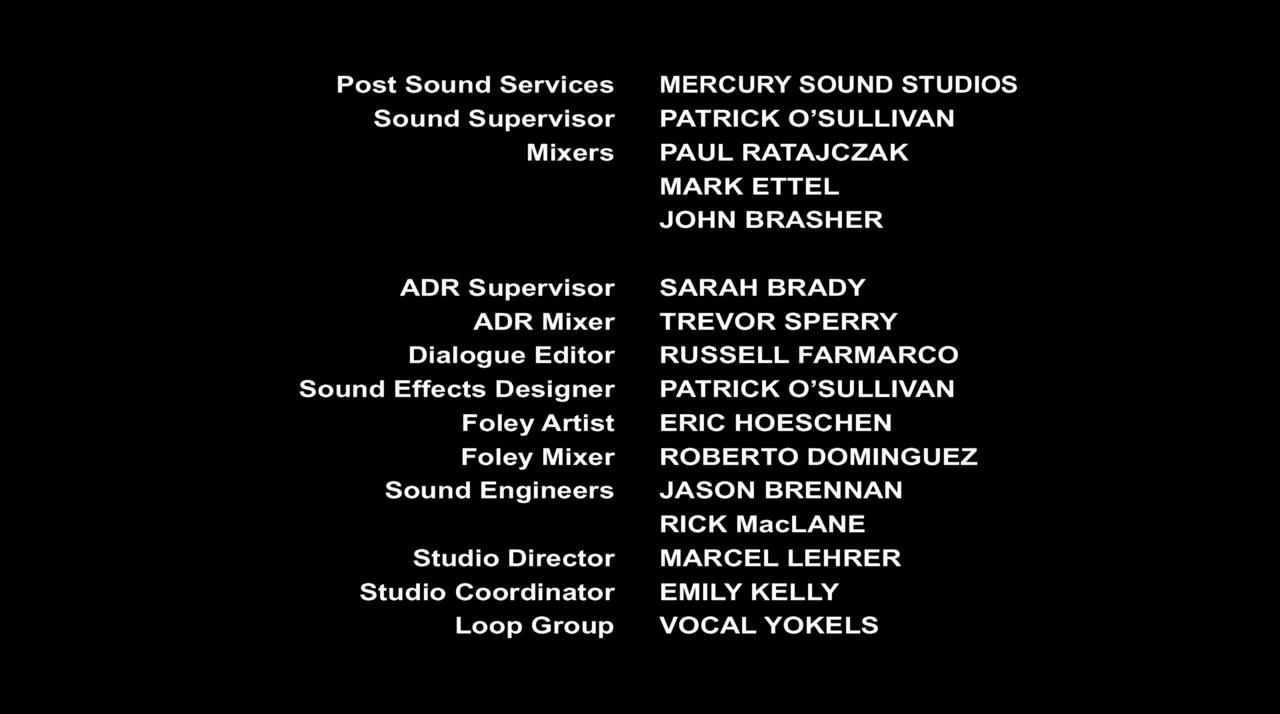 Post Sound Services MERCURY SOUND STUDIOS
Sound Supervisor PATRICK O’SULLIVAN
Mixers PAUL RATAJCZAK
MARK ETTEL
JOHN BRASHER
ADR Supervisor SARAH BRADY
ADR Mixer TREVOR SPERRY
Dialogue Editor RUSSELL FARMARCO
Sound Effects Designer PATRICK O’SULLIVAN
Foley Artist ERIC HOESCHEN
Foley Mixer ROBERTO DOMINGUEZ
Sound Engineers JASON BRENNAN
RICK MacLANE
Studio Director MARCEL LEHRER
Studio Coordinator EMILY KELLY
Loop Group VOCAL YOKELS